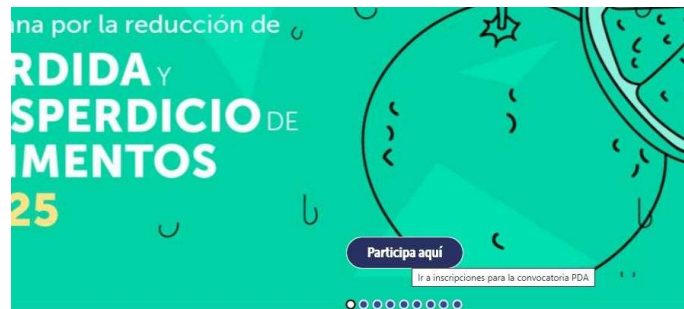 na por la reducción de
RDIDA Y
SPERDICIO DE
IMENTOS
25
Participa aquí
Ir a inscripciones para la convocatoria PDA